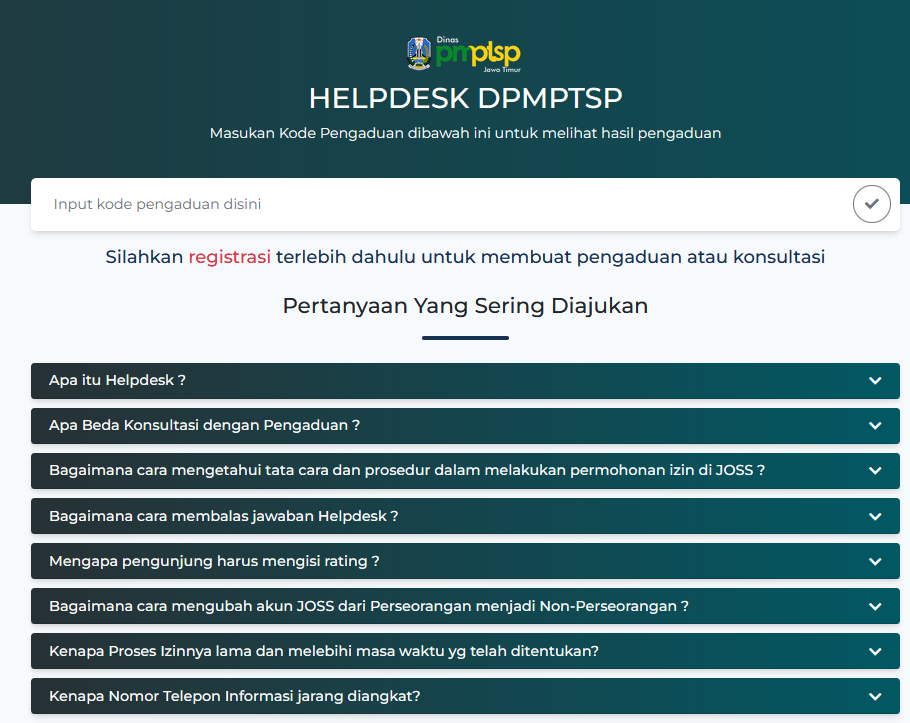 Dinas
pmptsp
Jawa Timur
HELPDESK DPMPTSP
Masukan Kode Pengaduan dibawah ini untuk melihat hasil pengaduan
Input kode pengaduan disini
Silahkan registrasi terlebih dahulu untuk membuat pengaduan atau konsultasi
Pertanyaan Yang Sering Diajukan
Apa itu Helpdesk ?
Apa Beda Konsultasi dengan Pengaduan ?
Bagaimana cara mengetahui tata cara dan prosedur dalam melakukan permohonan izin di JOSS ?
Bagaimana cara membalas jawaban Helpdesk ?
Mengapa pengunjung harus mengisi rating ?
Bagaimana cara mengubah akun JOSS dari Perseorangan menjadi Non-Perseorangan ?
Kenapa Proses Izinnya lama dan melebihi masa waktu yg telah ditentukan?
Kenapa Nomor Telepon Informasi jarang diangkat?